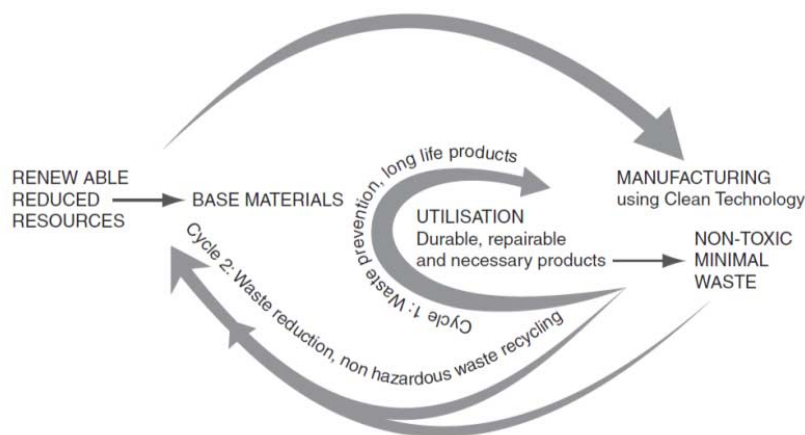 RENEW ABLE
REDUCED
RESOURCES
BASE MATERIALS
Cycle 1: Waste prevention, long life products
UTILISATION
Durable, repairable
and necessary products
MANUFACTURING
using Clean Technology
NON-TOXIC
MINIMAL
WASTE
Cycle 2: Waste reduction, non hazardous waste recycling